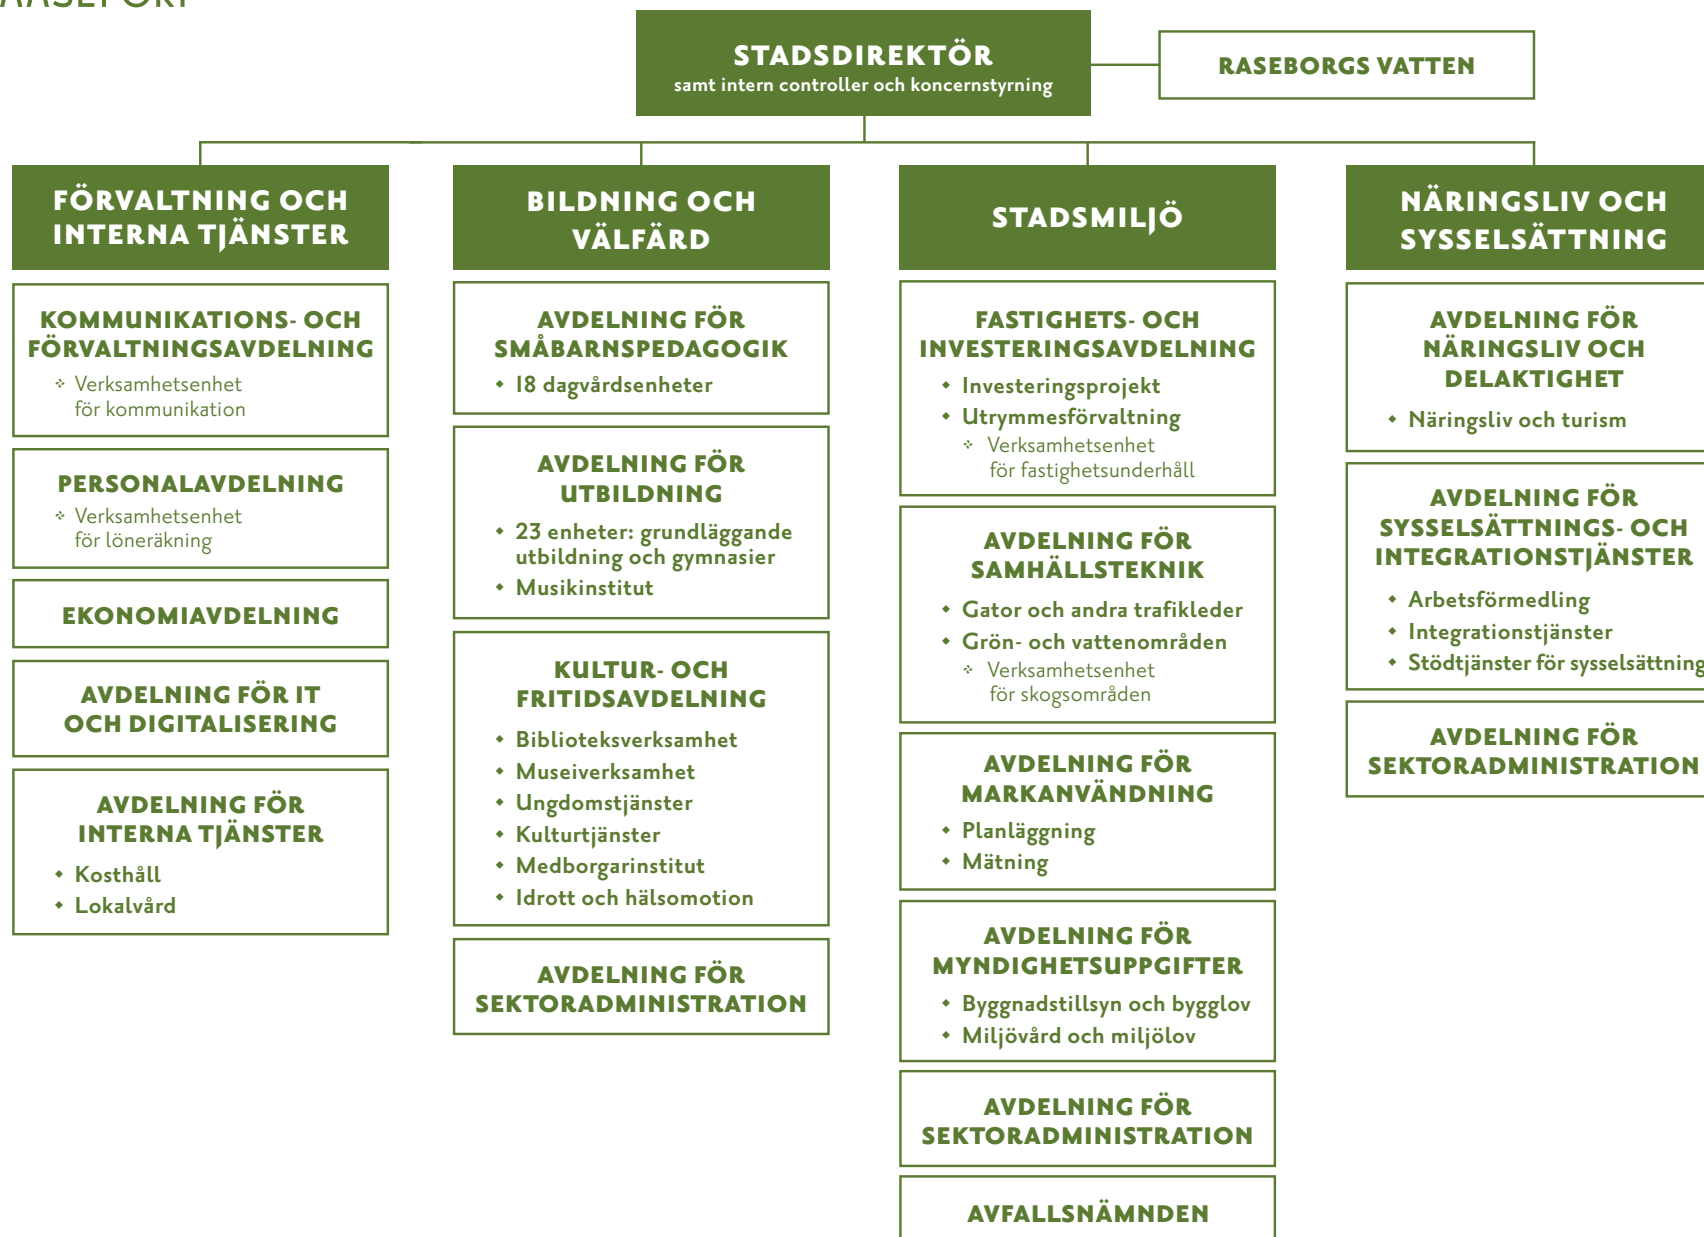 STADSDIREKTÖR
samt intern controller och koncernstyrning
RASEBORGS VATTEN
FÖRVALTNING OCH
INTERNA TJÄNSTER
KOMMUNIKATIONS- OCH
FÖRVALTNINGSAVDELNING
Verksamhetsenhet
för kommunikation
PERSONALAVDELNING
Verksamhetsenhet
för löneräkning
EKONOMIAVDELNING
AVDELNING FÖR IT
OCH DIGITALISERING
AVDELNING FÖR
INTERNA TJÄNSTER
Kosthåll
Lokalvård
BILDNING OCH
VÄLFÄRD
AVDELNING FÖR
SMÅBARNSPEDAGOGIK
18 dagvårdsenheter
AVDELNING FÖR
UTBILDNING
23 enheter: grundläggande
utbildning och gymnasier
Musikinstitut
KULTUR- OCH
FRITIDSAVDELNING
Biblioteksverksamhet
Museiverksamhet
Ungdomstjänster
Kulturtjänster
Medborgarinstitut
Idrott och hälsomotion
AVDELNING FÖR
SEKTORADMINISTRATION
STADSMILJÖ
FASTIGHETS- OCH
INVESTERINGSAVDELNING
Investeringsprojekt
Utrymmesförvaltning
Verksamhetsenhet
för fastighetsunderhåll
AVDELNING FÖR
SAMHÄLLSTEKNIK
Gator och andra trafikleder
Grön- och vattenområden
Verksamhetsenhet
för skogsområden
AVDELNING FÖR
MARKANVÄNDNING
Planläggning
Mätning
AVDELNING FÖR
MYNDIGHETSUPPGIFTER
Byggnadstillsyn och bygglov
Miljövård och miljölov
AVDELNING FÖR
SEKTORADMINISTRATION
AVFALLSNÄMNDEN
NÄRINGSLIV OCH
SYSSELSÄTTNING
AVDELNING FÖR
NÄRINGSLIV OCH
DELAKTIGHET
Näringsliv och turism
AVDELNING FÖR
SYSSELSÄTTNINGS- OCH
INTEGRATIONSTJÄNSTER
Arbetsförmedling
Integrationstjänster
Stödtjänster för sysselsättning
AVDELNING FÖR
SEKTORADMINISTRATION